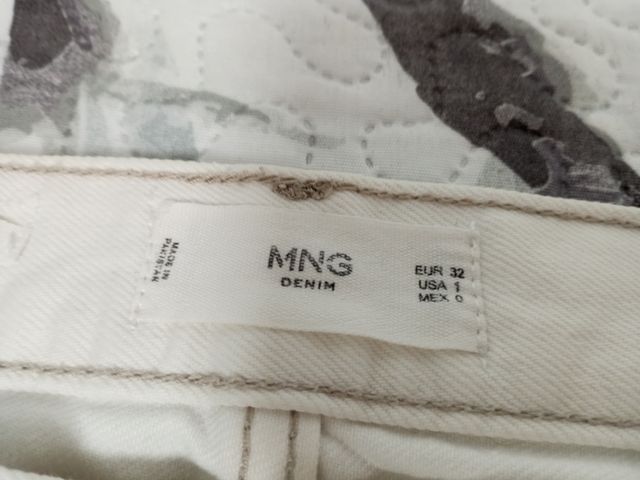 MADE IN
PAKISTAN
MNG
DENIM
EUR 32
USA 1
MEX 0